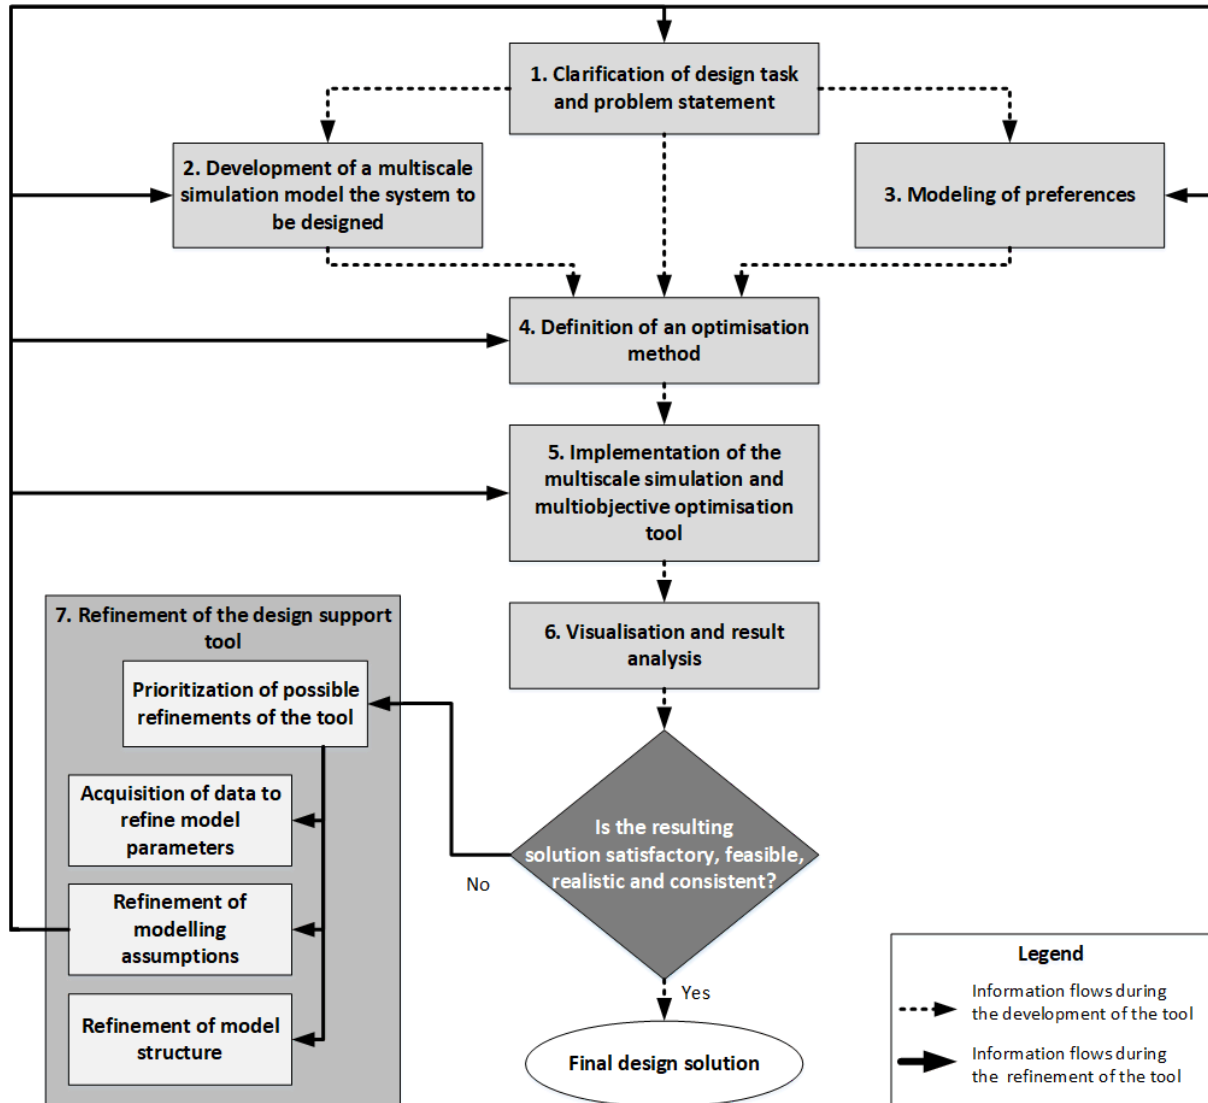 1. Clarification of design task
and problem statement
2. Development of a multiscale
simulation model the system to
be designed
3. Modeling of preferences
4. Definition of an optimisation
method
5. Implementation of the
multiscale simulation and
multiobjective optimisation
tool
6. Visualisation and result
analysis
7. Refinement of the design support
tool
Prioritization of possible
refinements of the tool
Acquisition of data to
refine model
parameters
Refinement of
modelling
assumptions
Refinement of model
structure
Is the resulting
solution satisfactory, feasible,
realistic and consistent?
No
Yes
Final design solution
Legend
Information flows during
the development of the tool
Information flows during
the refinement of the tool